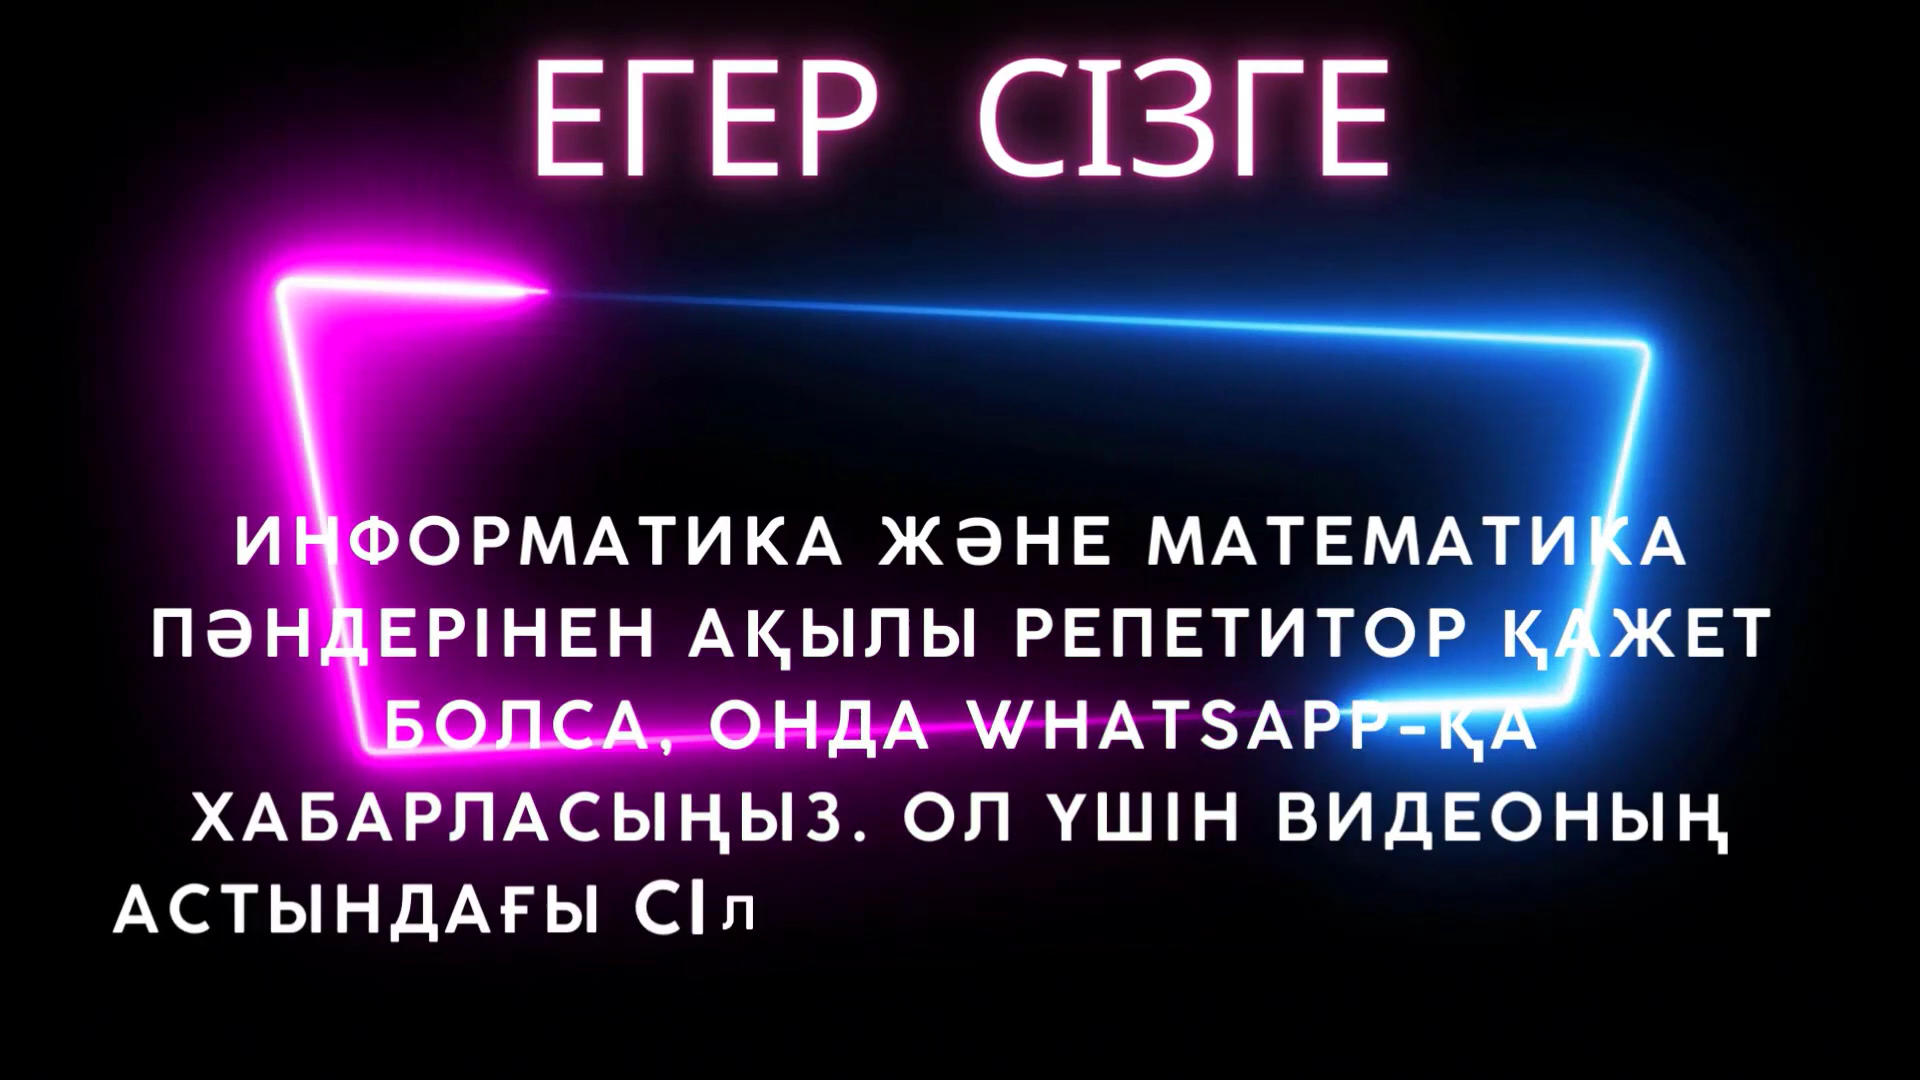 ЕГЕР СІЗГЕ
ИНФОРМАТИКА ЖӘНЕ МАТЕМАТИКА
ПӘНДЕРІНЕН АҚЫЛЫ РЕПЕТИТОР ҚАЖЕТ
БОЛСА, ОНДА WHATSAPP-ҚА
ХАБАРЛАСЫҢЫЗ. ОЛ ҮШІН ВИДЕОНЫҢ
АСТЫНДАҒЫ СІЛ